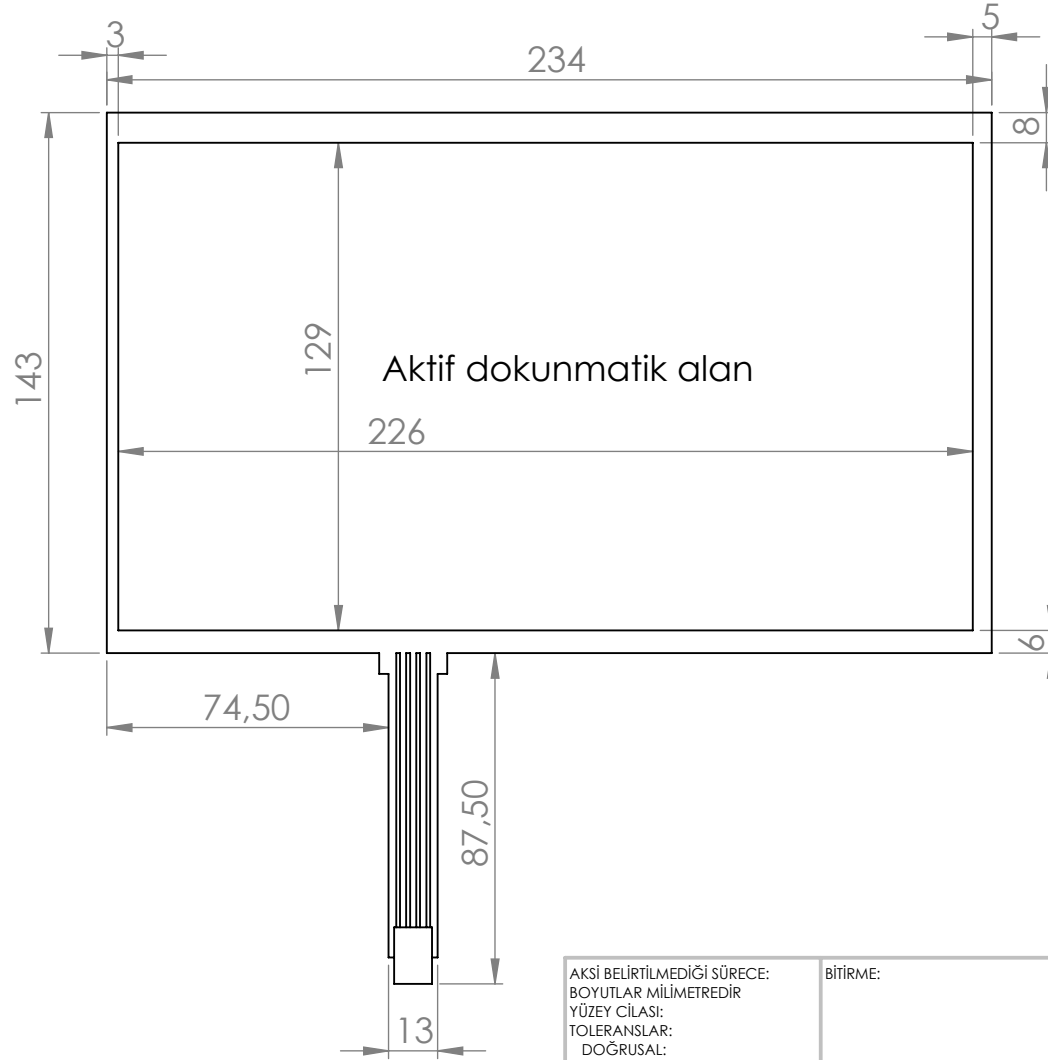 3
5
234
8
143
129
Aktif dokunmatik alan
226
6
74,50
87,50
13
AKSİ BELİRTİLMEDİĞİ SÜRECE:
BOYUTLAR MİLİMETREDİR
YÜZEY CİLASI:
TOLERANSLAR:
DOĞRUSAL:
BİTİRME: